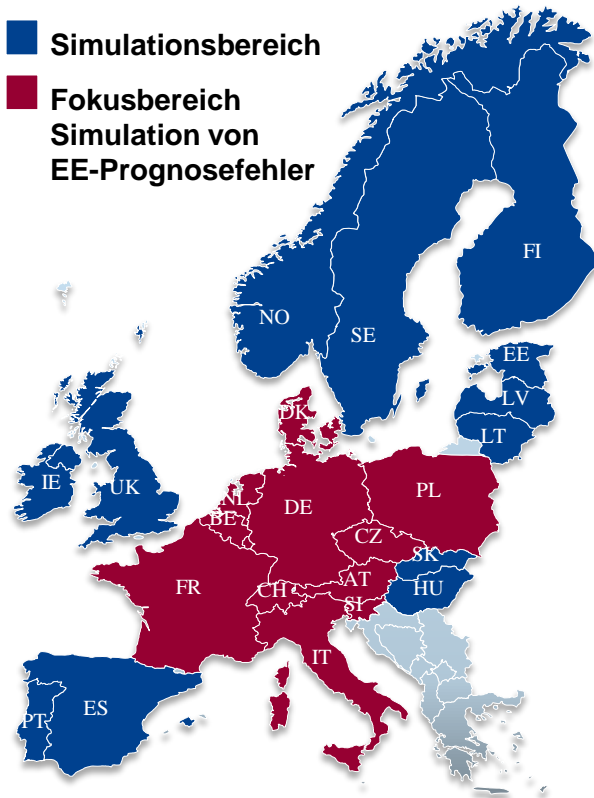 Simulationsbereich
Fokusbereich
Simulation von
EE-Prognosefehler
FI
NO
SE
EE
LV
LT
DK
IE
UK
NL
BE
DE
PL
CZ
SK
FR
CH
AT
HU
SI
IT
PT
ES